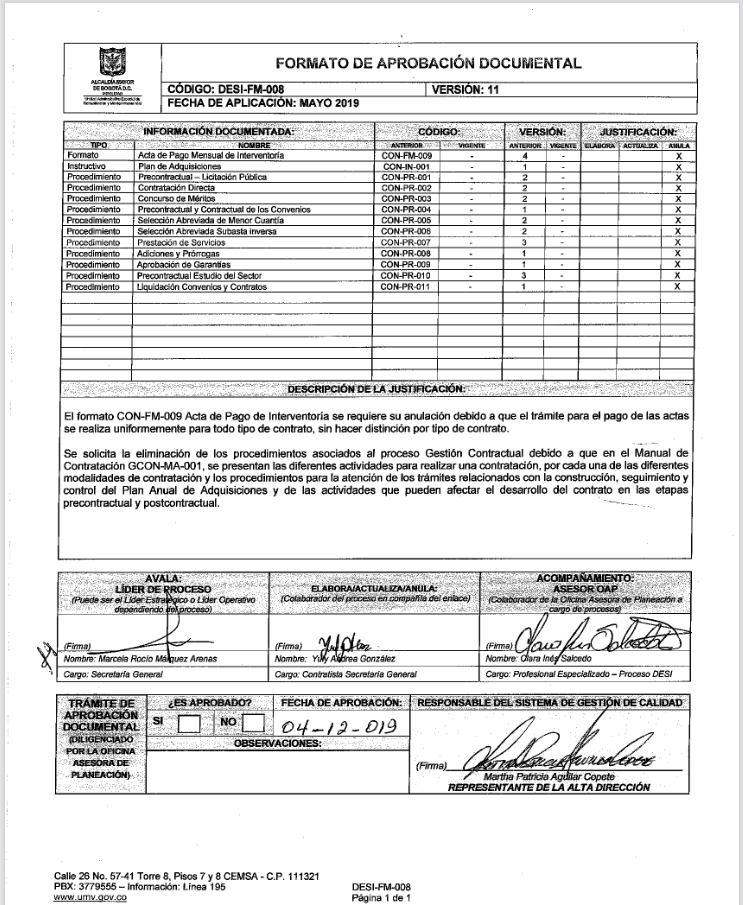 ALCALDÍA MAYOR
DE BOGOTÁ D.C.
MOVILIDAD
Unidad Administrativa Especial de
Rehabilitación y Mantenimiento Vial
FORMATO DE APROBACIÓN DOCUMENTAL
CÓDIGO: DESI-FM-008 VERSIÓN: 11
FECHA DE APLICACIÓN: MAYO 2019
INFORMACIÓN DOCUMENTADA: CÓDIGO: VERSIÓN: JUSTIFICACIÓN:
TIPO NOMBRE ANTERIOR VIGENTE ANTERIOR VIGENTE ELABORA ACTUALIZA ANULA
Formato Acta de Pago Mensual de Interventoría CON-FM-009 - 4 - X
Instructivo Plan de Adquisiciones CON-IN-001 - 1 - X
Procedimiento Precontractual – Licitación Pública CON-PR-001 - 2 - X
Procedimiento Contratación Directa CON-PR-002 - 2 - X
Procedimiento Concurso de Méritos CON-PR-003 - 2 - X
Procedimiento Precontractual y Contractual de los Convenios CON-PR-004 - 1 - X
Procedimiento Selección Abreviada de Menor Cuantía CON-PR-005 - 2 - X
Procedimiento Selección Abreviada Subasta inversa CON-PR-006 - 2 - X
Procedimiento Prestación de Servicios CON-PR-007 - 3 - X
Procedimiento Adiciones y Prórrogas CON-PR-008 - 1 - X
Procedimiento Aprobación de Garantías CON-PR-009 - 1 - X
Procedimiento Precontractual Estudio del Sector CON-PR-010 - 3 - X
Procedimiento Liquidación Convenios y Contratos CON-PR-011 - 1 - X
DESCRIPCIÓN DE LA JUSTIFICACIÓN:
El formato CON-FM-009 Acta de Pago de Interventoría se requiere su anulación debido a que el trámite para el pago de las actas
se realiza uniformemente para todo tipo de contrato, sin hacer distinción por tipo de contrato.
Se solicita la eliminación de los procedimientos asociados al proceso Gestión Contractual debido a que en el Manual de
Contratación GCON-MA-001, se presentan las diferentes actividades para realizar una contratación, por cada una de las diferentes
modalidades de contratación y los procedimientos para la atención de los trámites relacionados con la construcción, seguimiento y
control del Plan Anual de Adquisiciones y de las actividades que pueden afectar el desarrollo del contrato en las etapas
precontractual y postcontractual.
AVALA:
LÍDER DE PROCESO
(Puede ser el Líder Estratégico o Líder Operativo
dependiendo del proceso)
(Firma)
Nombre: Marcela Rocío Márquez Arenas
Cargo: Secretaría General
ELABORA/ACTUALIZA/ANULA:
(Colaborador del proceso en compañía del enlace)
(Firma)
Nombre: Yuly Andrea González
Cargo: Contratista Secretaría General
ACOMPAÑAMIENTO:
ASESOR OAP
(Colaborador de la Oficina Asesora de Planeación a
cargo de procesos)
(Firma)
Nombre: Clara Inés Salcedo
Cargo: Profesional Especializado – Proceso DESI
TRÁMITE DE
APROBACIÓN
DOCUMENTAL
(DILIGENCIADO
POR LA OFICINA
ASESORA DE
PLANEACIÓN)
¿ES APROBADO?
SI NO
FECHA DE APROBACIÓN:
04-12-019
OBSERVACIONES:
RESPONSABLE DEL SISTEMA DE GESTIÓN DE CALIDAD
(Firma)
Martha Patricia Aguilar Copete
REPRESENTANTE DE LA ALTA DIRECCIÓN
Calle 26 No. 57-41 Torre 8, Pisos 7 y 8 CEMSA - C.P. 111321
PBX: 3779555 – Información: Línea 195
www.umv.gov.co
DESI-FM-008
Página 1 de 1